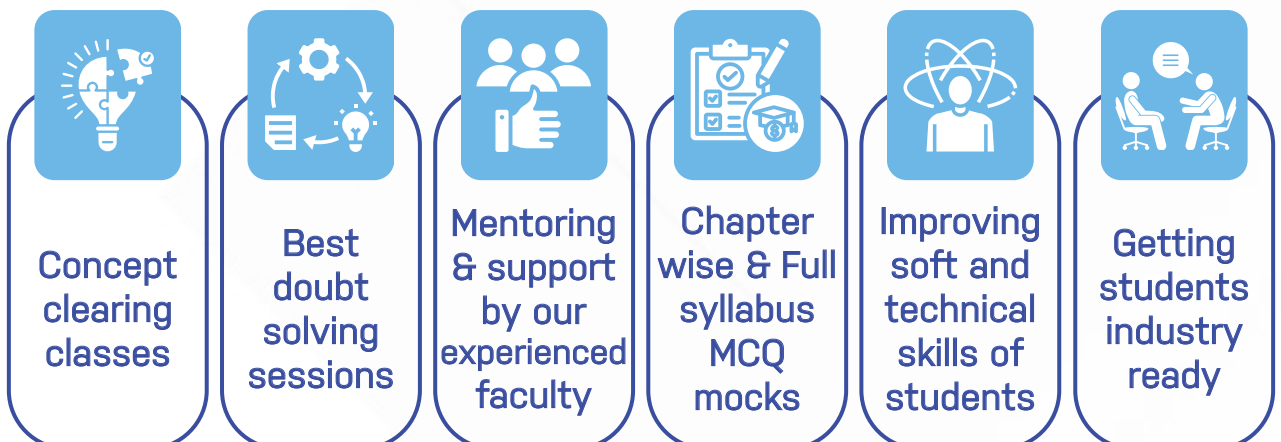 Concept
clearing
classes
Best
doubt
solving
sessions
Mentoring
& support
by our
experienced
faculty
Chapter
wise & Full
syllabus
MCQ
mocks
Improving
soft and
technical
skills of
students
Getting
students
industry
ready